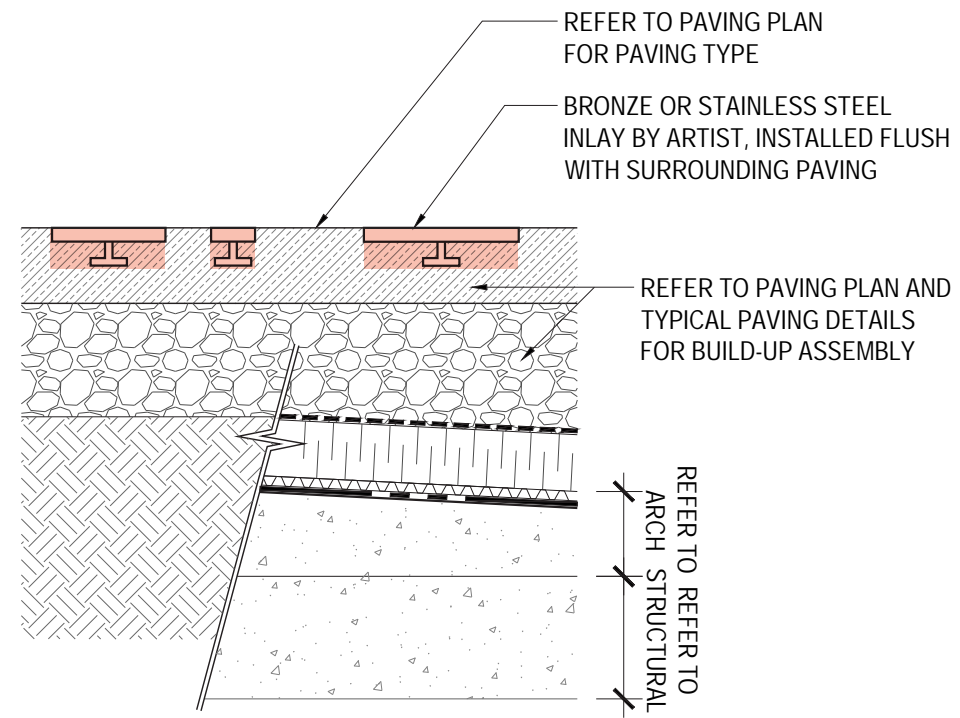 REFER TO PAVING PLAN
FOR PAVING TYPE
BRONZE OR STAINLESS STEEL
INLAY BY ARTIST, INSTALLED FLUSH
WITH SURROUNDING PAVING
REFER TO PAVING PLAN AND
TYPICAL PAVING DETAILS
FOR BUILD-UP ASSEMBLY
REFER TO
ARCH
REFER TO
STRUCTURAL